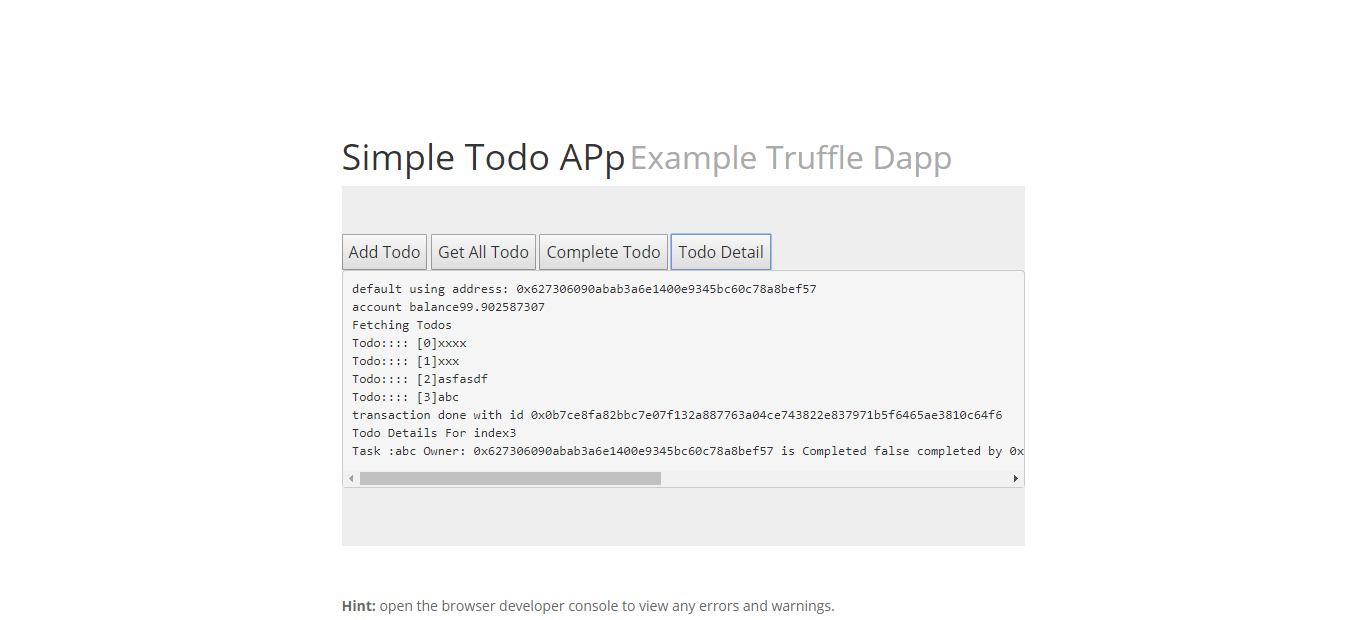 Simple Todo APp Example Truffle Dapp
Add Todo Get All Todo Complete Todo Todo Detail
default using address: 0x627306090abab3a6e1400e9345bc60c78a8bef57
account balance99.902587307
Fetching Todos
Todo:::: [0]xxxx
Todo:::: [1]xxx
Todo:::: [2]asfasdf
Todo:::: [3]abc
transaction done with id 0x0b7ce8fa82bbc7e07f132a887763a04ce743822e837971b5f6465ae3810c64f6
Todo Details For index3
Task :abc Owner: 0x627306090abab3a6e1400e9345bc60c78a8bef57 is Completed false completed by 0x
Hint: open the browser developer console to view any errors and warnings.